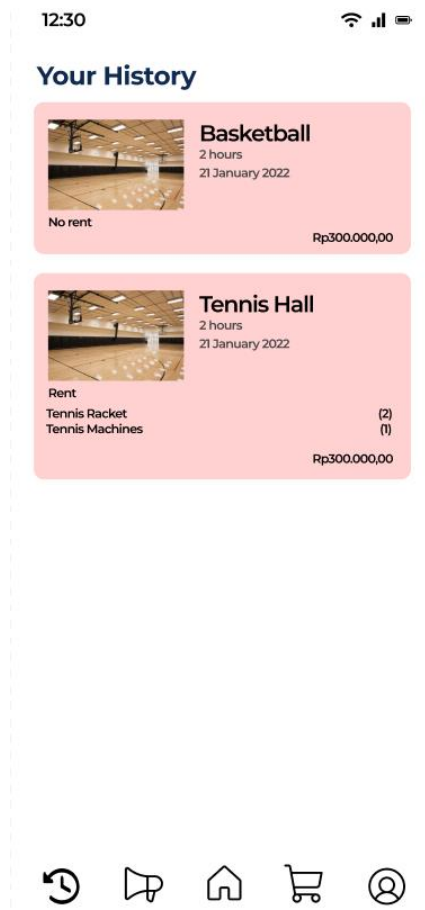 12:30
Your History
Basketball
2 hours
21 January 2022
No rent
Rp300.000,00
Tennis Hall
2 hours
21 January 2022
Rent
Tennis Racket (2)
Tennis Machines (1)
Rp300.000,00